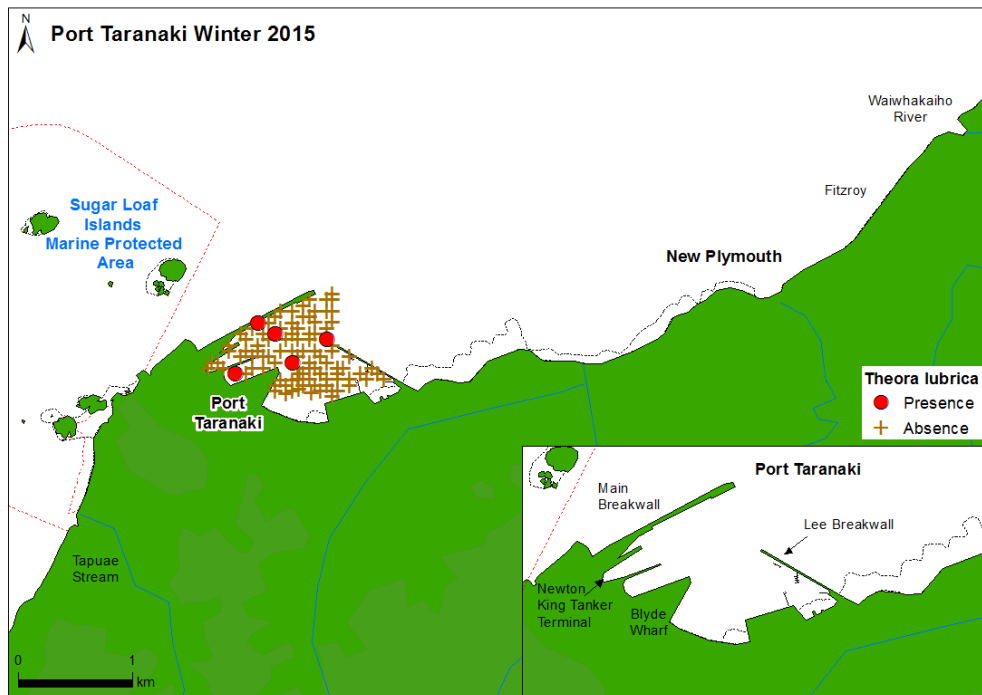 N
Port Taranaki Winter 2015
Waiwhakaiho
River
Fitzroy
Sugar Loaf
Islands
Marine Protected
Area
New Plymouth
Theora lubrica
Presence
Absence
Port
Taranaki
Port Taranaki
Main
Breakwall
Lee Breakwall
Tapuae
Stream
Newton
King Tanker
Terminal
Blyde
Wharf
0 1
km